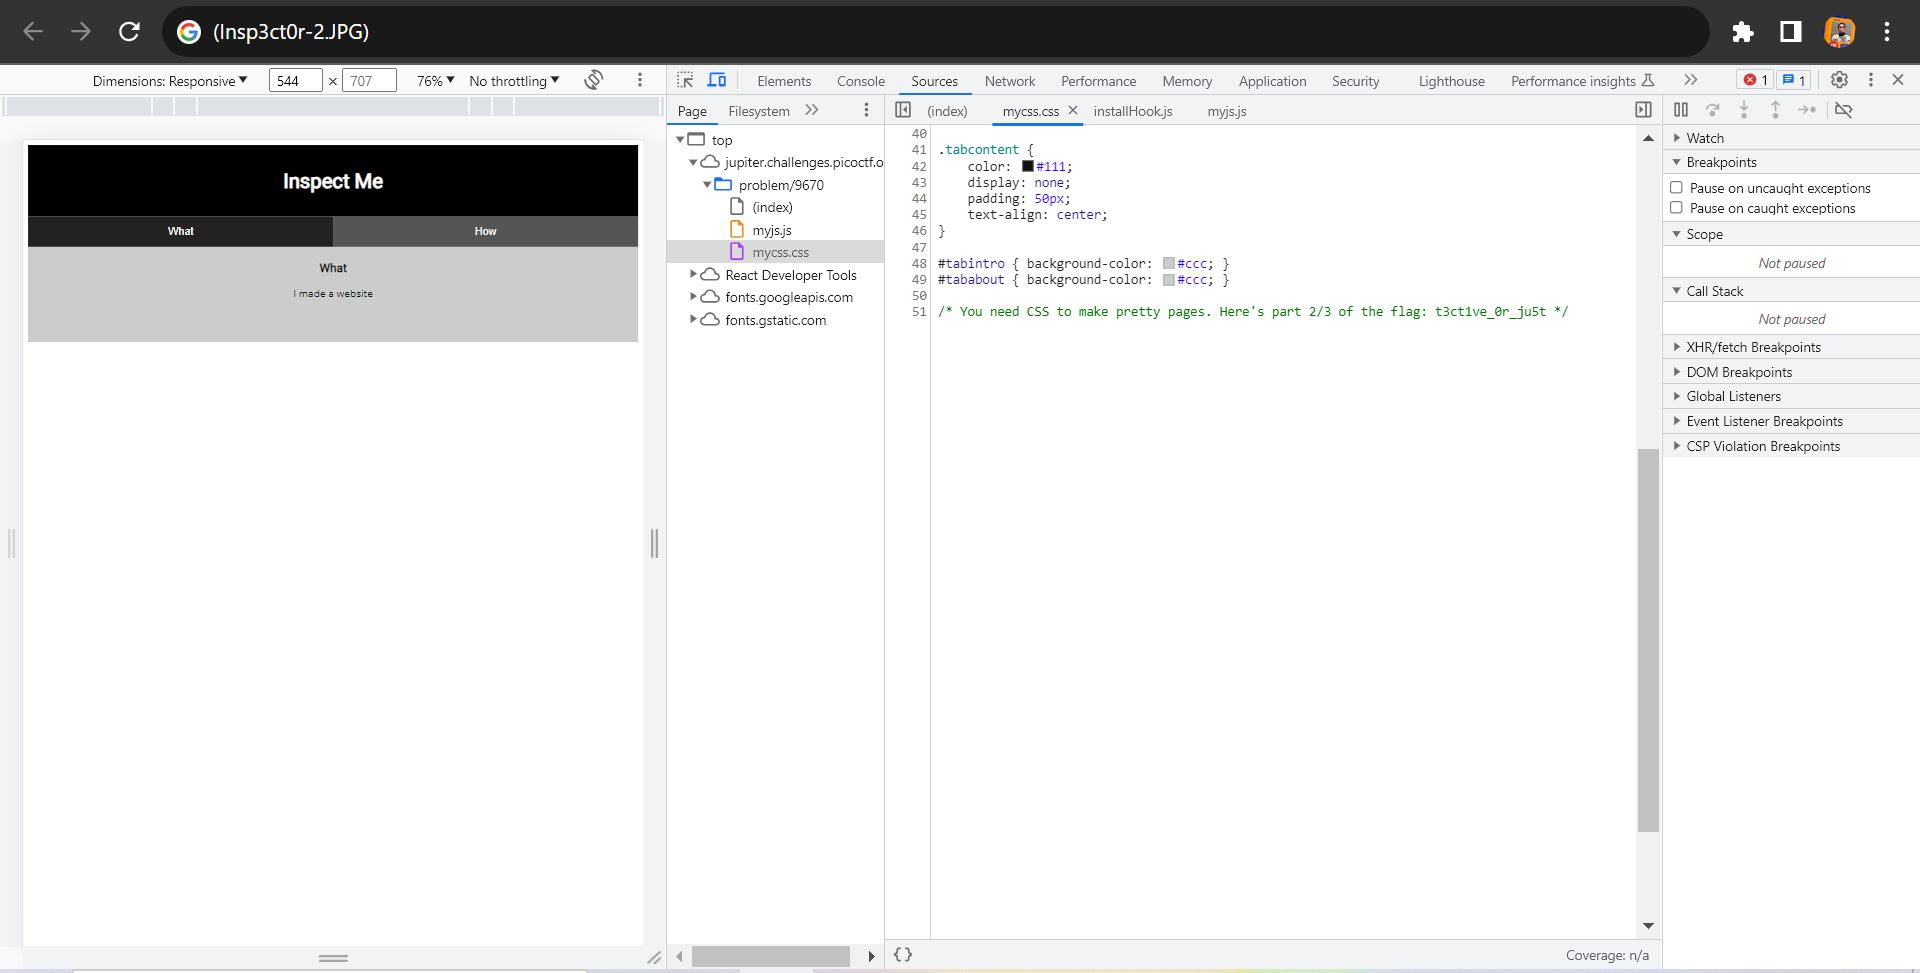 (Insp3ct0r-2.JPG)
Dimensions: Responsive 544 × 707 76% No throttling
Elements Console Sources Network Performance Memory Application Security Lighthouse Performance insights 1 1
Page Filesystem
(index) mycss.css installHook.js myjs.js
Inspect Me
What How
What
I made a website
top
jupiter.challenges.picoctf.o
problem/9670
(index)
myjs.js
mycss.css
React Developer Tools
fonts.googleapis.com
fonts.gstatic.com
40
41 .tabcontent {
42 color: #111;
43 display: none;
44 padding: 50px;
45 text-align: center;
46 }
47
48 #tabintro { background-color: #ccc; }
49 #tababout { background-color: #ccc; }
50
51 /* You need CSS to make pretty pages. Here's part 2/3 of the flag: t3ct1ve_0r_ju5t */
{} Coverage: n/a
Watch
Breakpoints
Pause on uncaught exceptions
Pause on caught exceptions
Scope
Not paused
Call Stack
Not paused
XHR/fetch Breakpoints
DOM Breakpoints
Global Listeners
Event Listener Breakpoints
CSP Violation Breakpoints